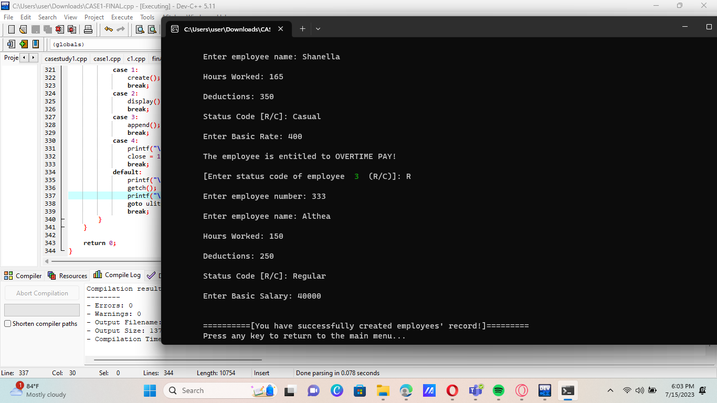 C:\Users\user\Downloads\CASE1-FINAL.cpp - [Executing] - Dev-C++ 5.11
File Edit Search View Project Execute Tools
(globals)
Proje
casestudy1.cpp case1.cpp c1.cpp
C:\Users\user\Downloads\CAS
321 case 1:
322 create();
323 break;
324 case 2:
325 display()
326 break;
327 case 3:
328 append();
329 break;
330 case 4:
331 printf("\
332 close = 1
333 break;
334 default:
335 printf("\
336 getch();
337 printf("\
338 goto ulit
339 break;
340 }
341 }
342
343 return 0;
344 }
Enter employee name: Shanella
Hours Worked: 165
Deductions: 350
Status Code [R/C]: Casual
Enter Basic Rate: 400
The employee is entitled to OVERTIME PAY!
[Enter status code of employee 3 (R/C)]: R
Enter employee number: 333
Enter employee name: Althea
Hours Worked: 150
Deductions: 250
Status Code [R/C]: Regular
Enter Basic Salary: 40000
==========[You have successfully created employees' record!]=========
Press any key to return to the main menu...
Compiler Resources Compile Log
Abort Compilation
Shorten compiler paths
Compilation result
--------
- Errors: 0
- Warnings: 0
- Output Filename:
- Output Size: 137
- Compilation Time
Line: 337 Col: 30 Sel: 0 Lines: 344 Length: 10754 Insert Done parsing in 0.078 seconds
1
84°F
Mostly cloudy
Search
6:03 PM
7/15/2023